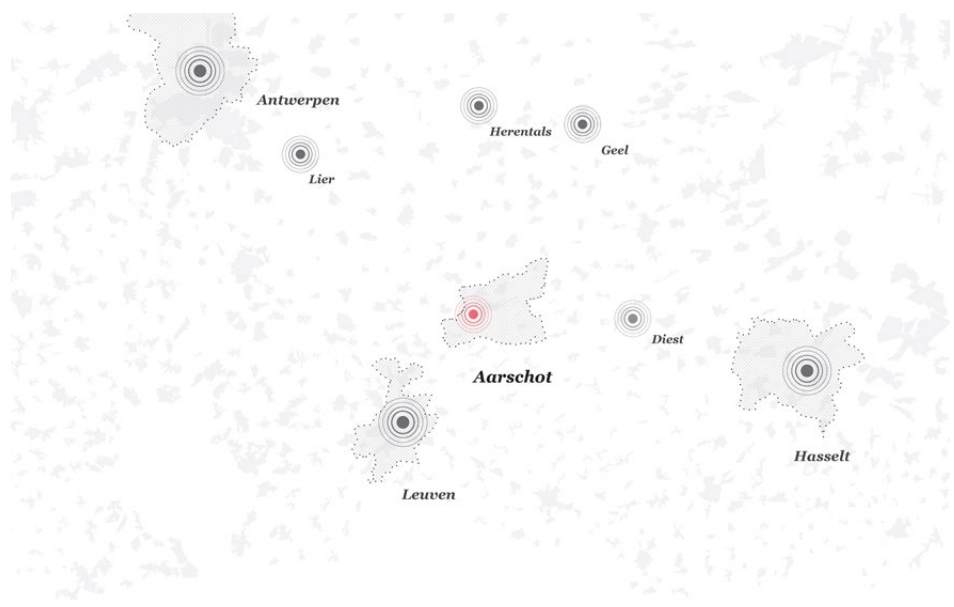 Antwerpen
Herentals
Geel
Lier
Diest
Aarschot
Hasselt
Leuven